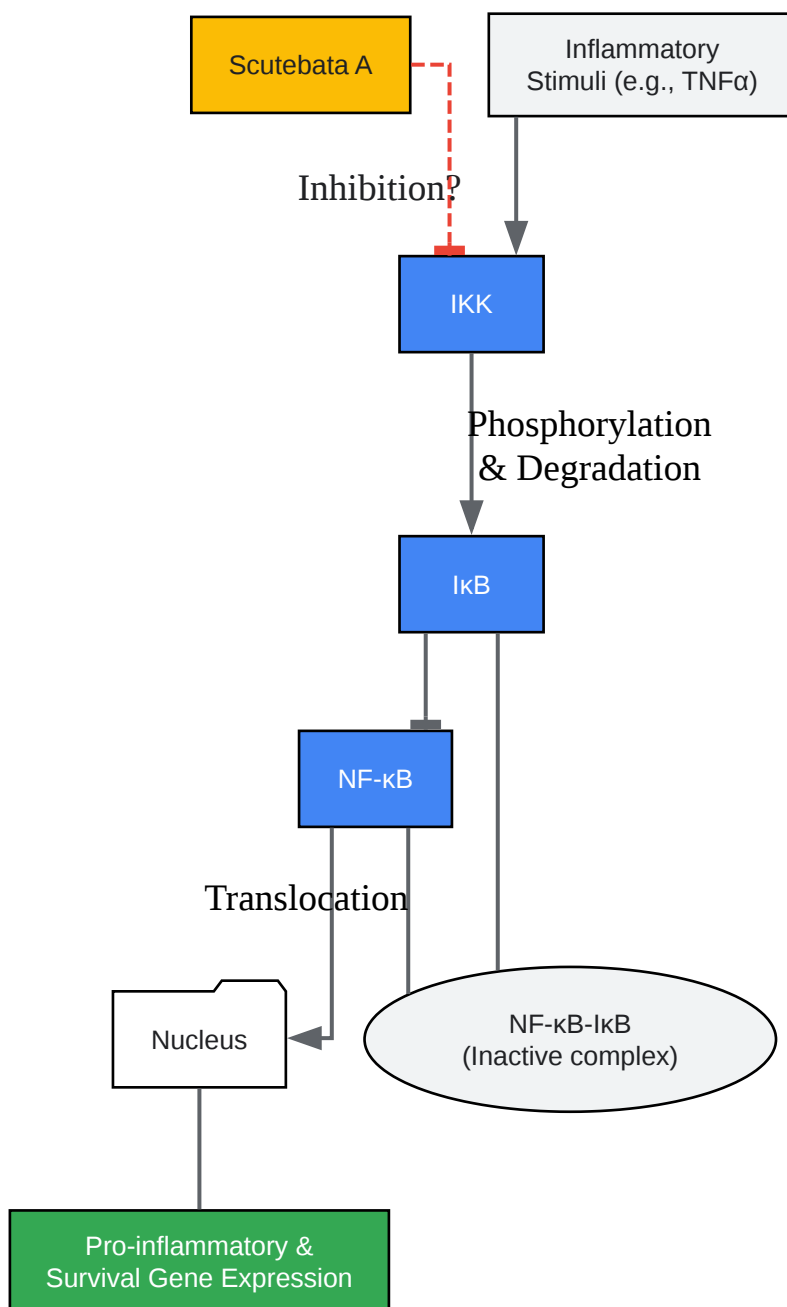 Scutebata A
Inflammatory
Stimuli (e.g., TNFα)
Inhibition?
IKK
Phosphorylation
& Degradation
IκB
NF-κB
Translocation
Nucleus
NF-κB-IκB
(Inactive complex)
Pro-inflammatory &
Survival Gene Expression